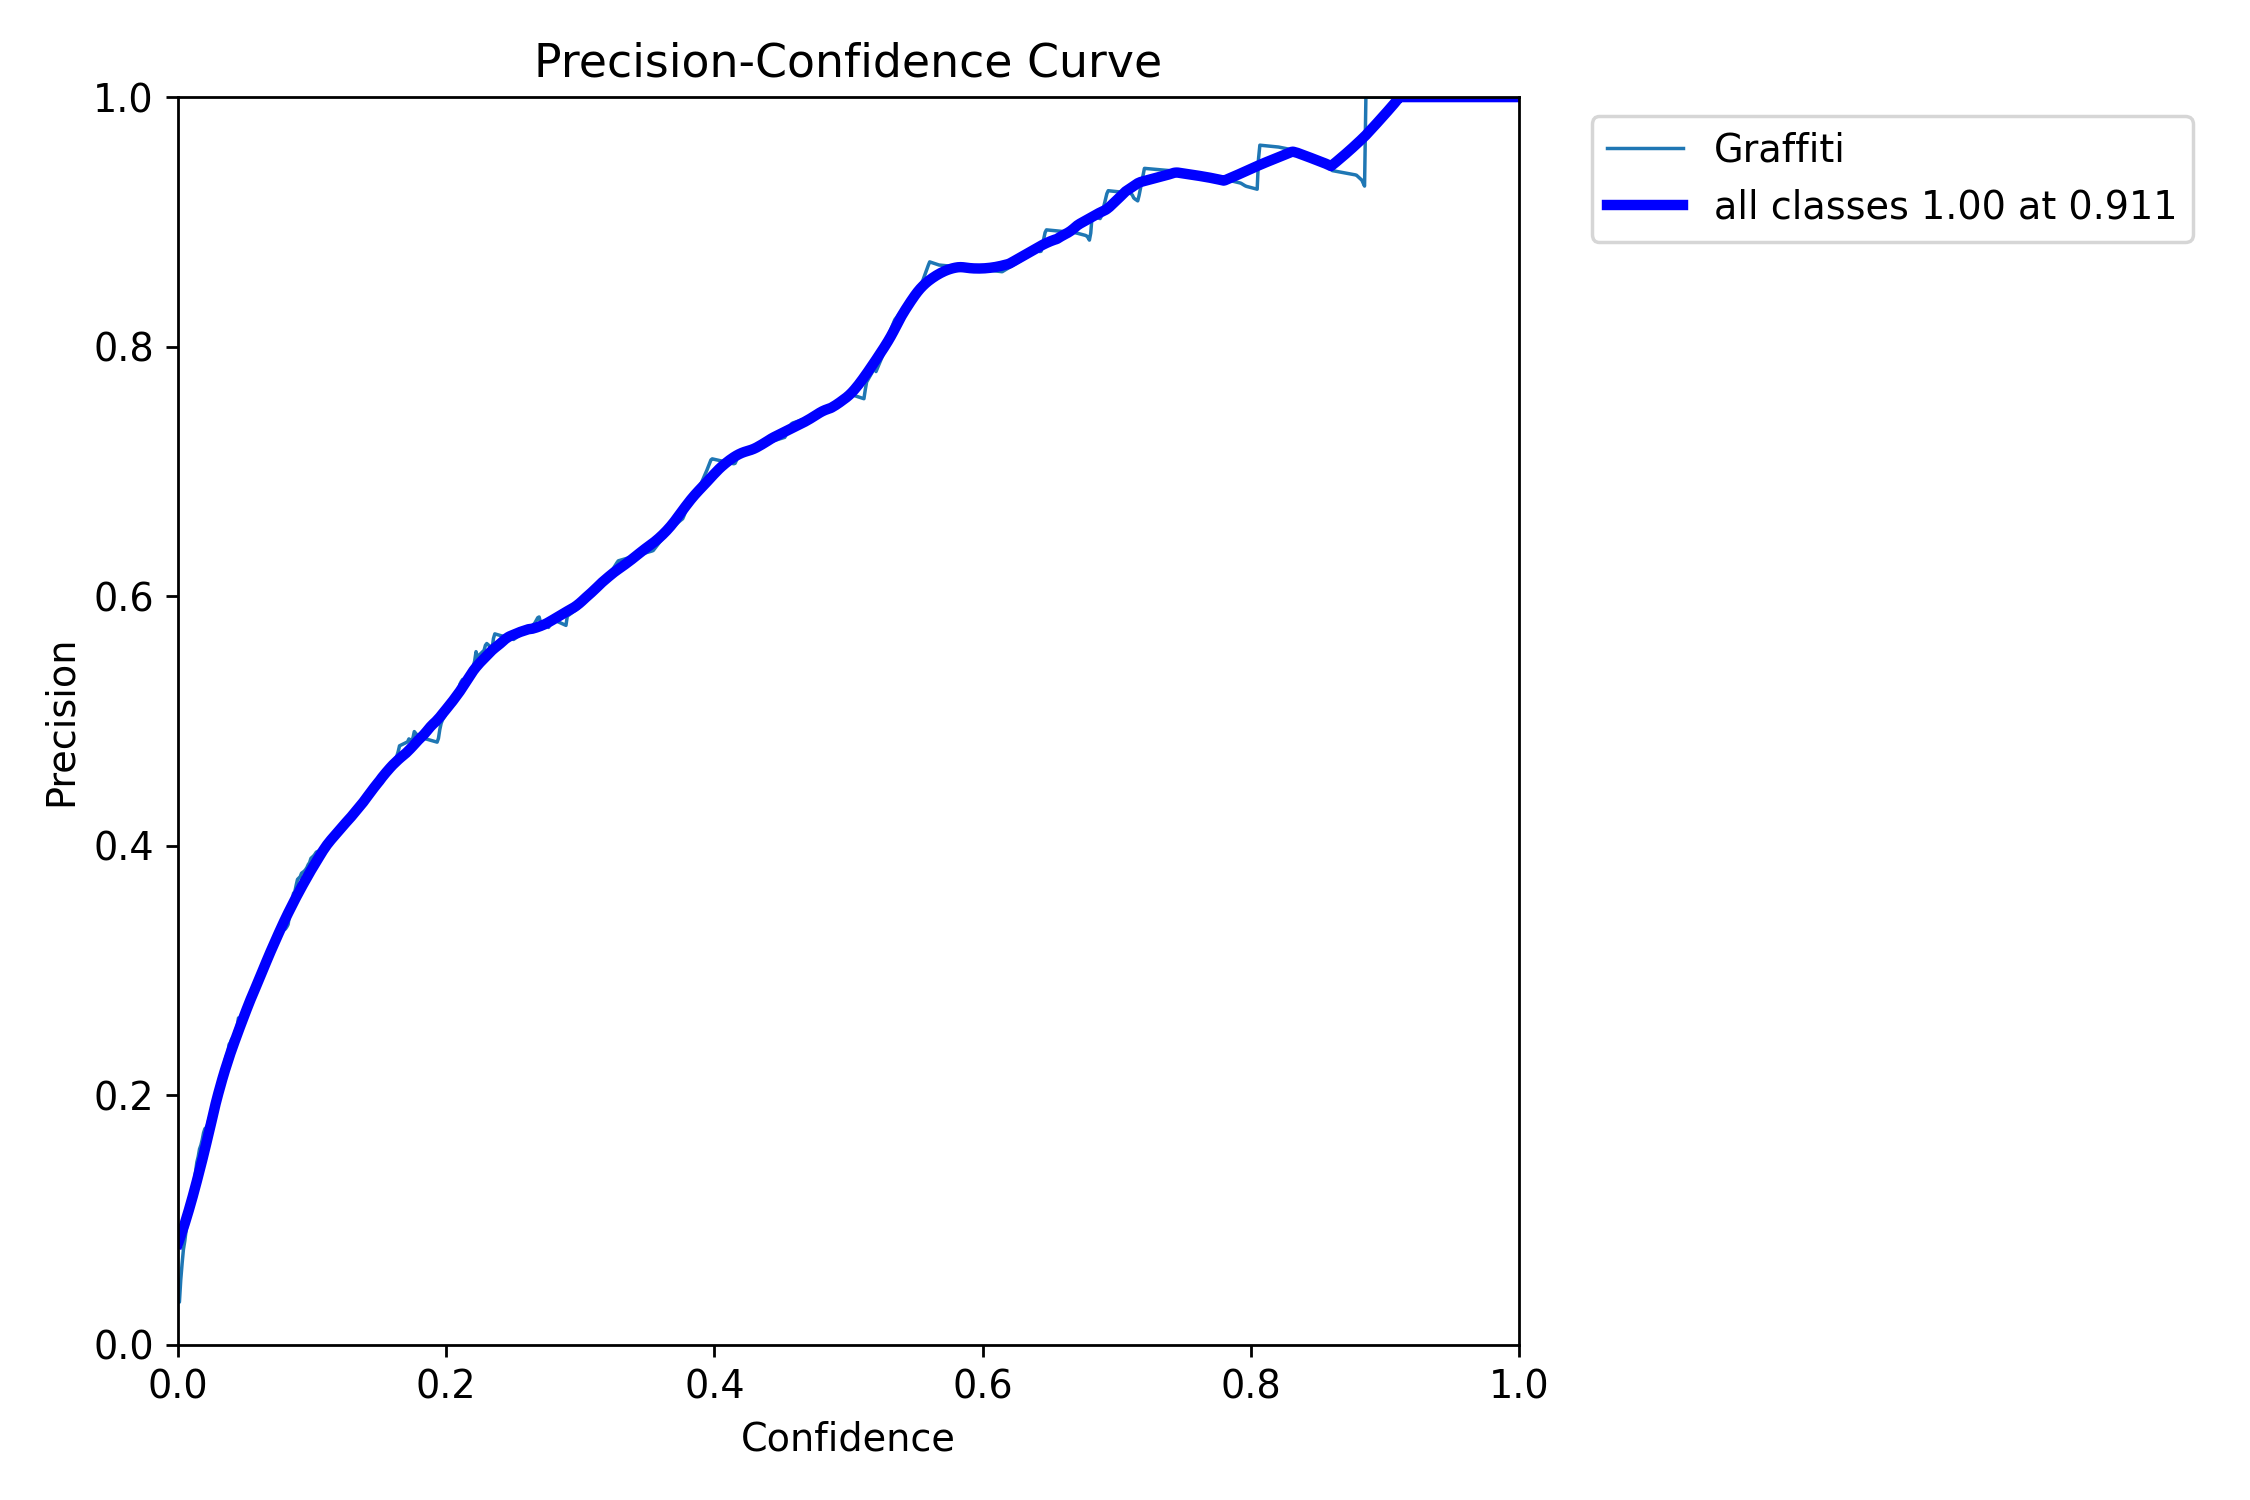 Precision-Confidence Curve
1.0
0.8
0.6
0.4
0.2
0.0
Precision
0.0 0.2 0.4 0.6 0.8 1.0
Confidence
Graffiti
all classes 1.00 at 0.911